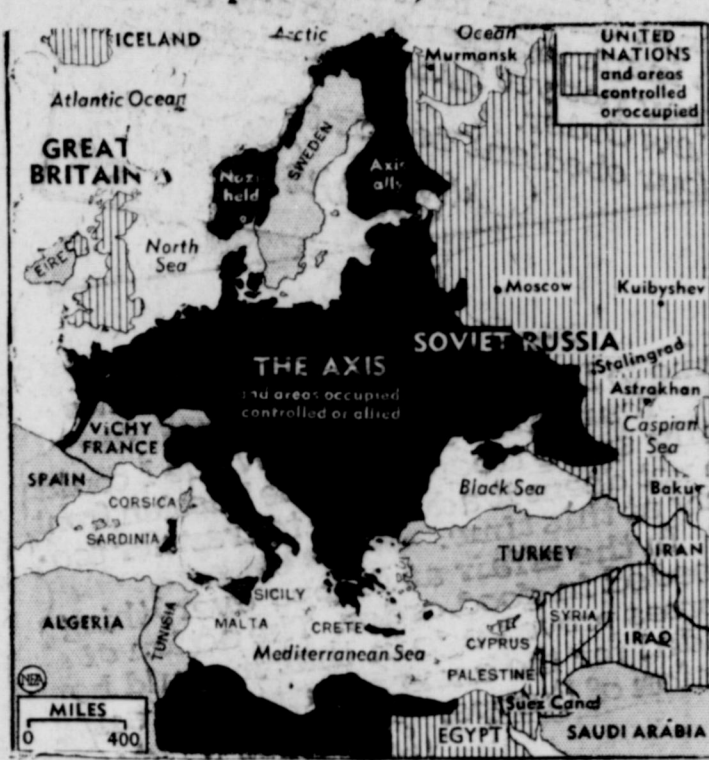 ICELAND
Arctic
Ocean
Murmansk
UNITED
NATIONS
and areas
controlled
or occupied
Atlantic Ocean
GREAT
BRITAIN
Nazi
held
SWEDEN
Axis
ally
EIRE
North
Sea
Moscow
Kuibyshev
SOVIET RUSSIA
THE AXIS
and areas occupied
controlled or allied
Stalingrad
Astrakhan
Caspian
Sea
VICHY
FRANCE
SPAIN
CORSICA
SARDINIA
Black Sea
Baku
TURKEY
IRAN
ALGERIA
TUNISIA
SICILY
MALTA
CRETE
CYPRUS
SYRIA
IRAQ
Mediterranean Sea
PALESTINE
NEA
Suez Canal
MILES
0 400
EGYPT
SAUDI ARABIA